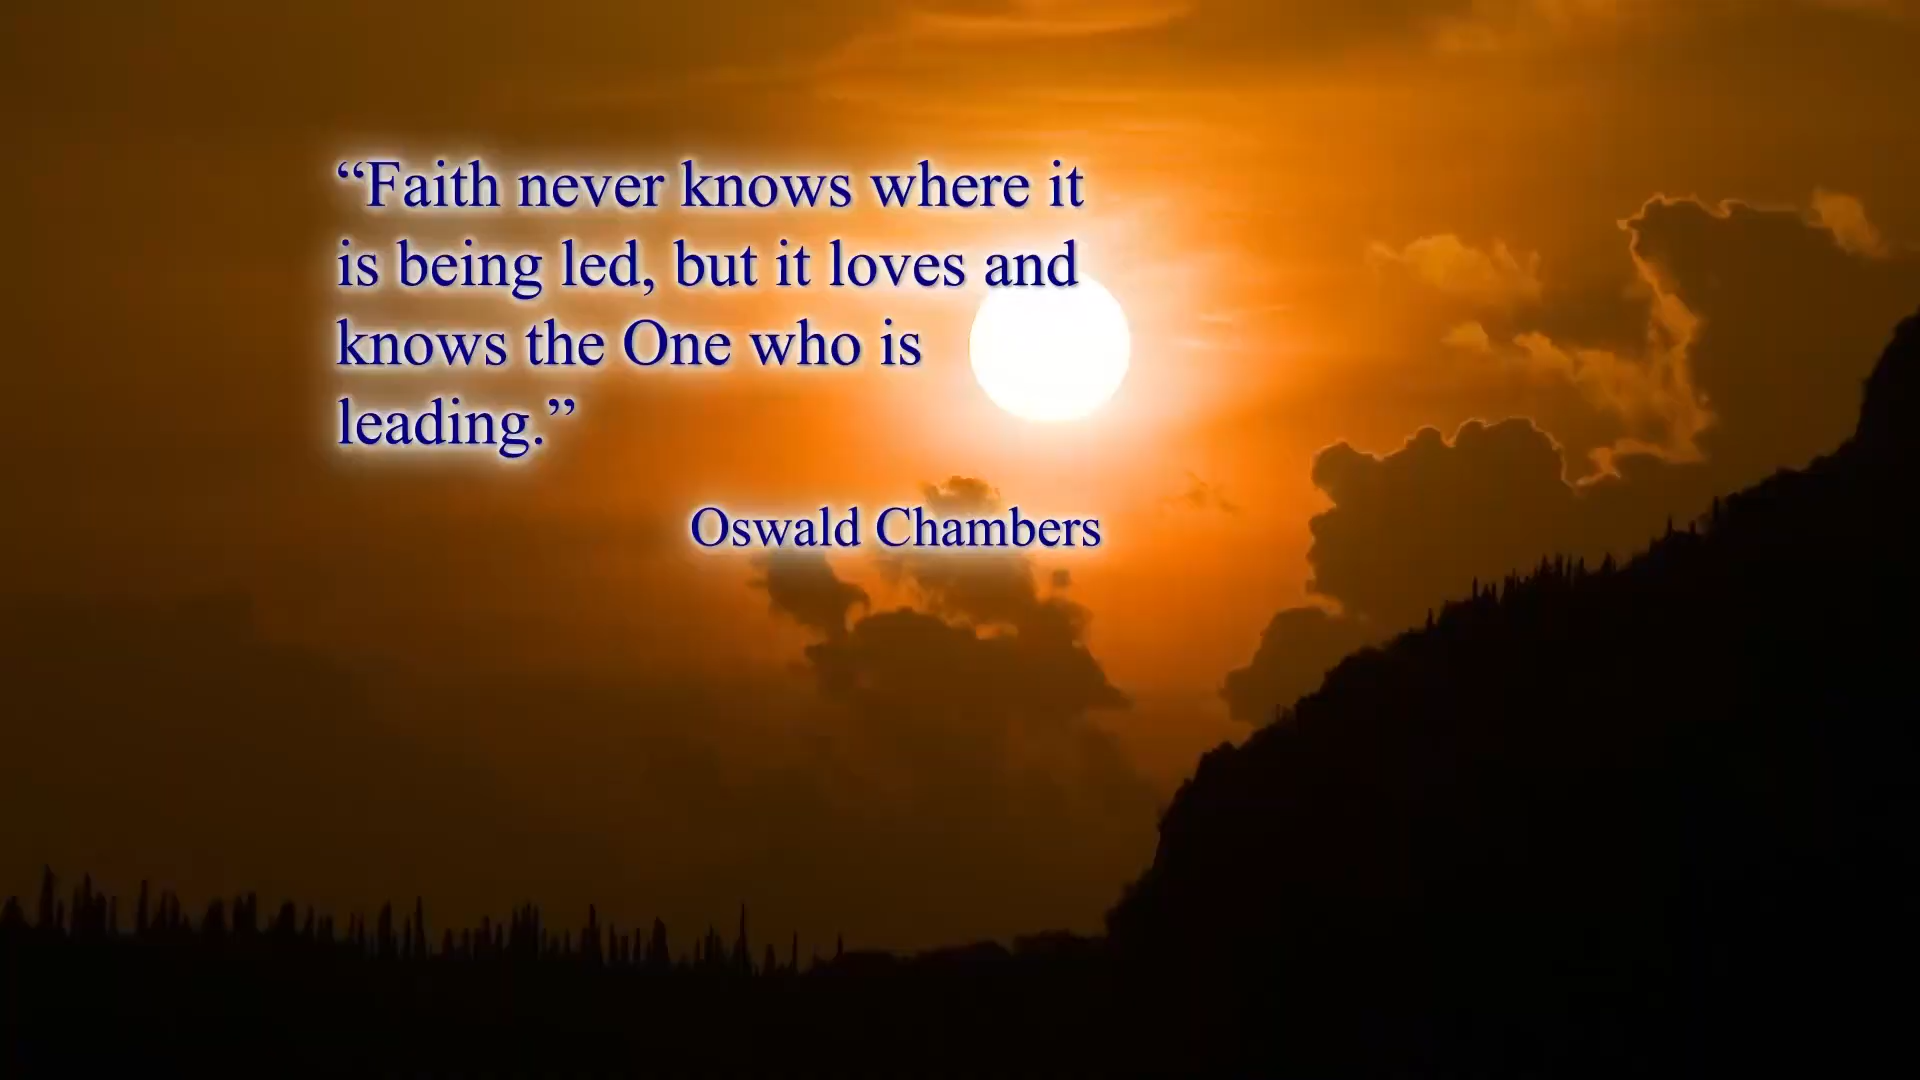 “Faith never knows where it
is being led, but it loves and
knows the One who is
leading.”
Oswald Chambers